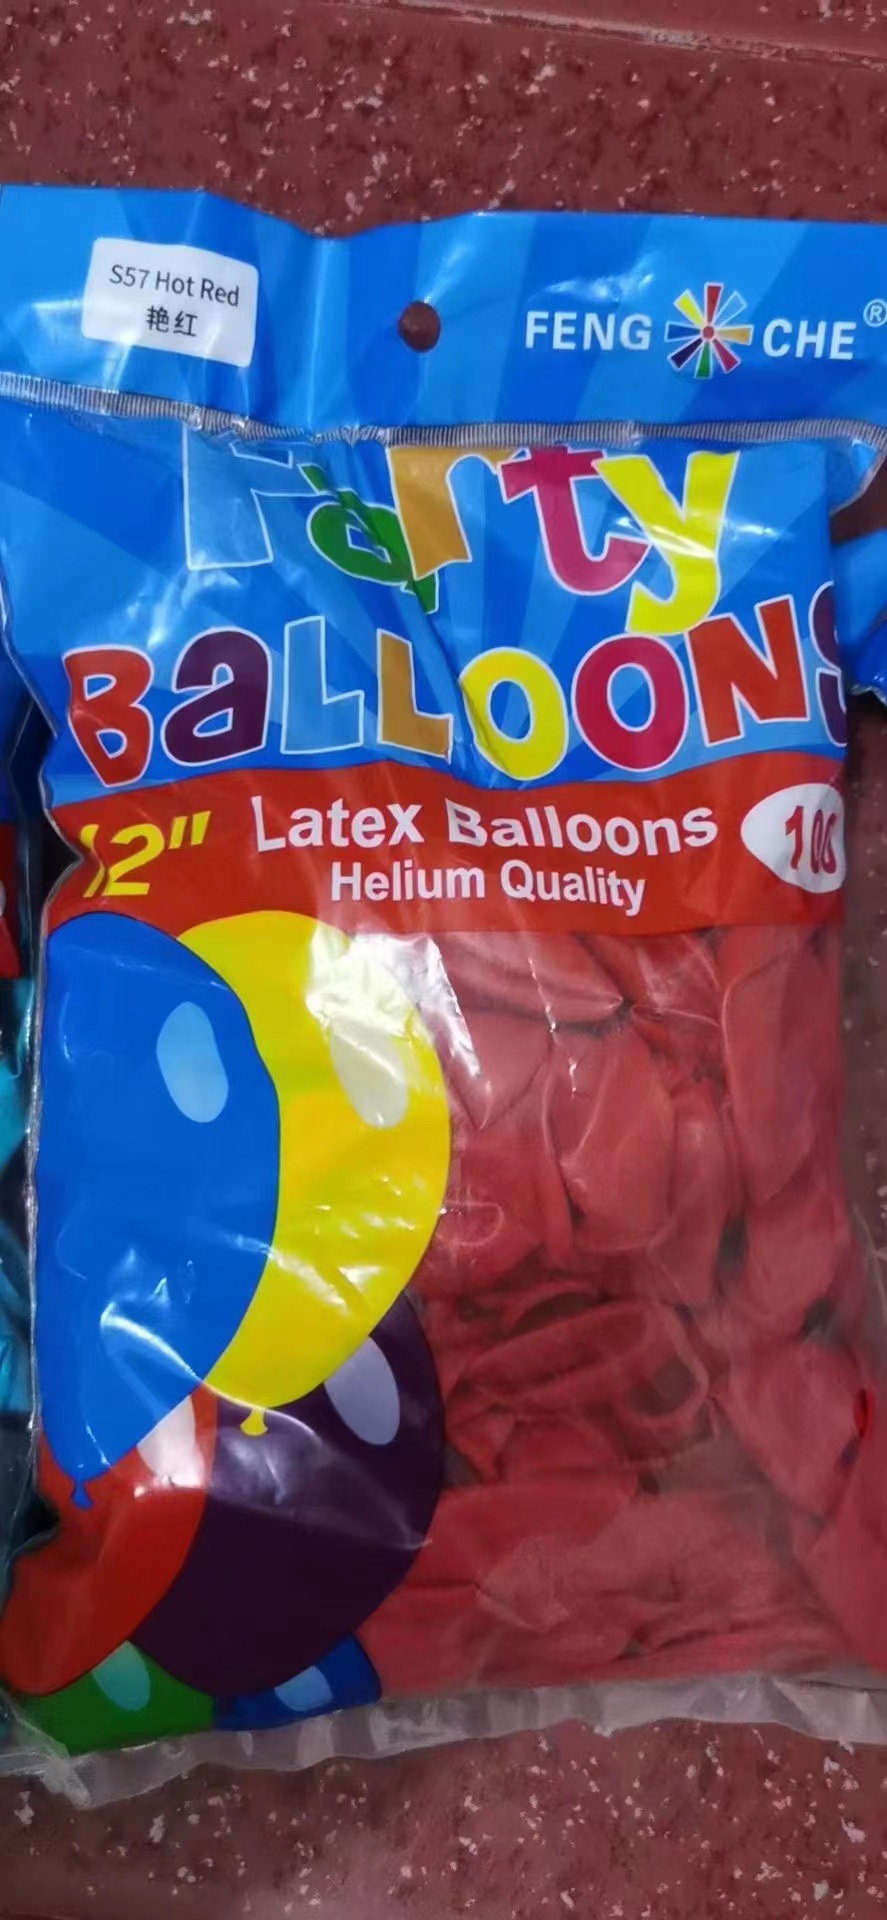 S57 Hot Red
艳红
FENG CHE®
Party
BaLLOONS
12"
Latex Balloons
Helium Quality
100